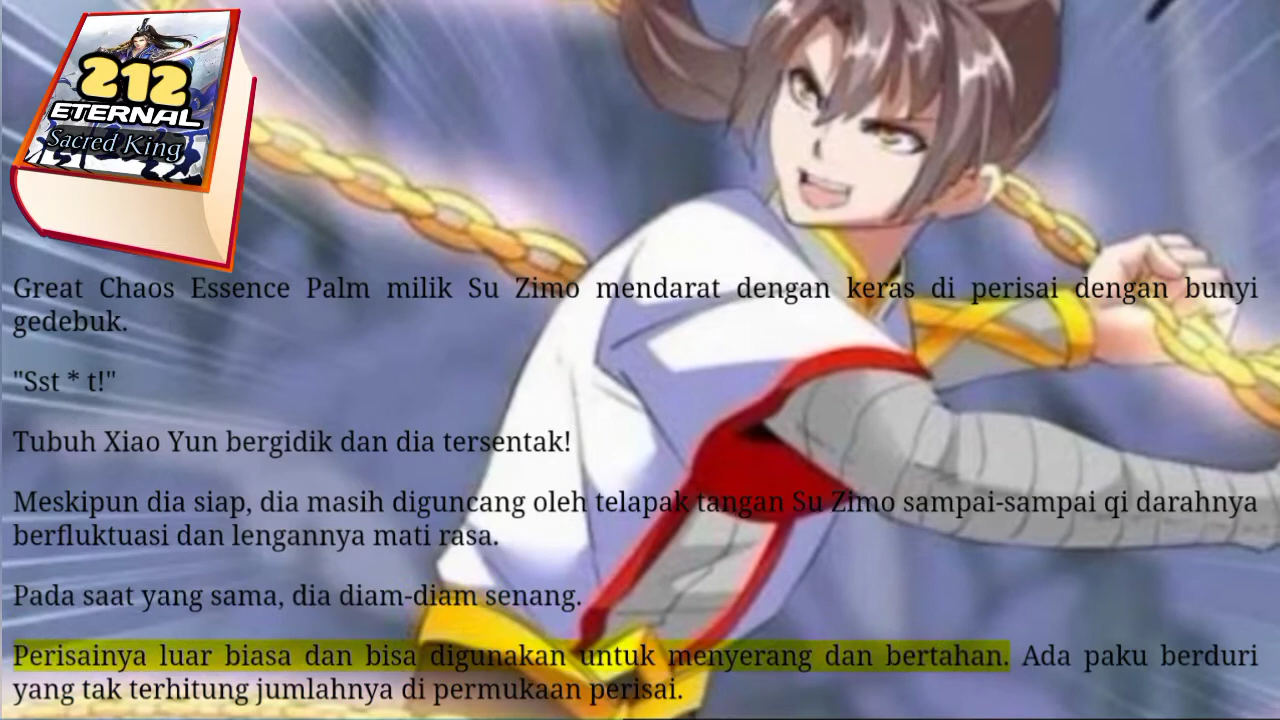 212
ETERNAL
Sacred King
Great Chaos Essence Palm milik Su Zimo mendarat dengan keras di perisai dengan bunyi
gedebuk.
"Sst * t!"
Tubuh Xiao Yun bergidik dan dia tersentak!
Meskipun dia siap, dia masih diguncang oleh telapak tangan Su Zimo sampai-sampai qi darahnya
berfluktuasi dan lengannya mati rasa.
Pada saat yang sama, dia diam-diam senang.
Perisainya luar biasa dan bisa digunakan untuk menyerang dan bertahan. Ada paku berduri
yang tak terhitung jumlahnya di permukaan perisai.